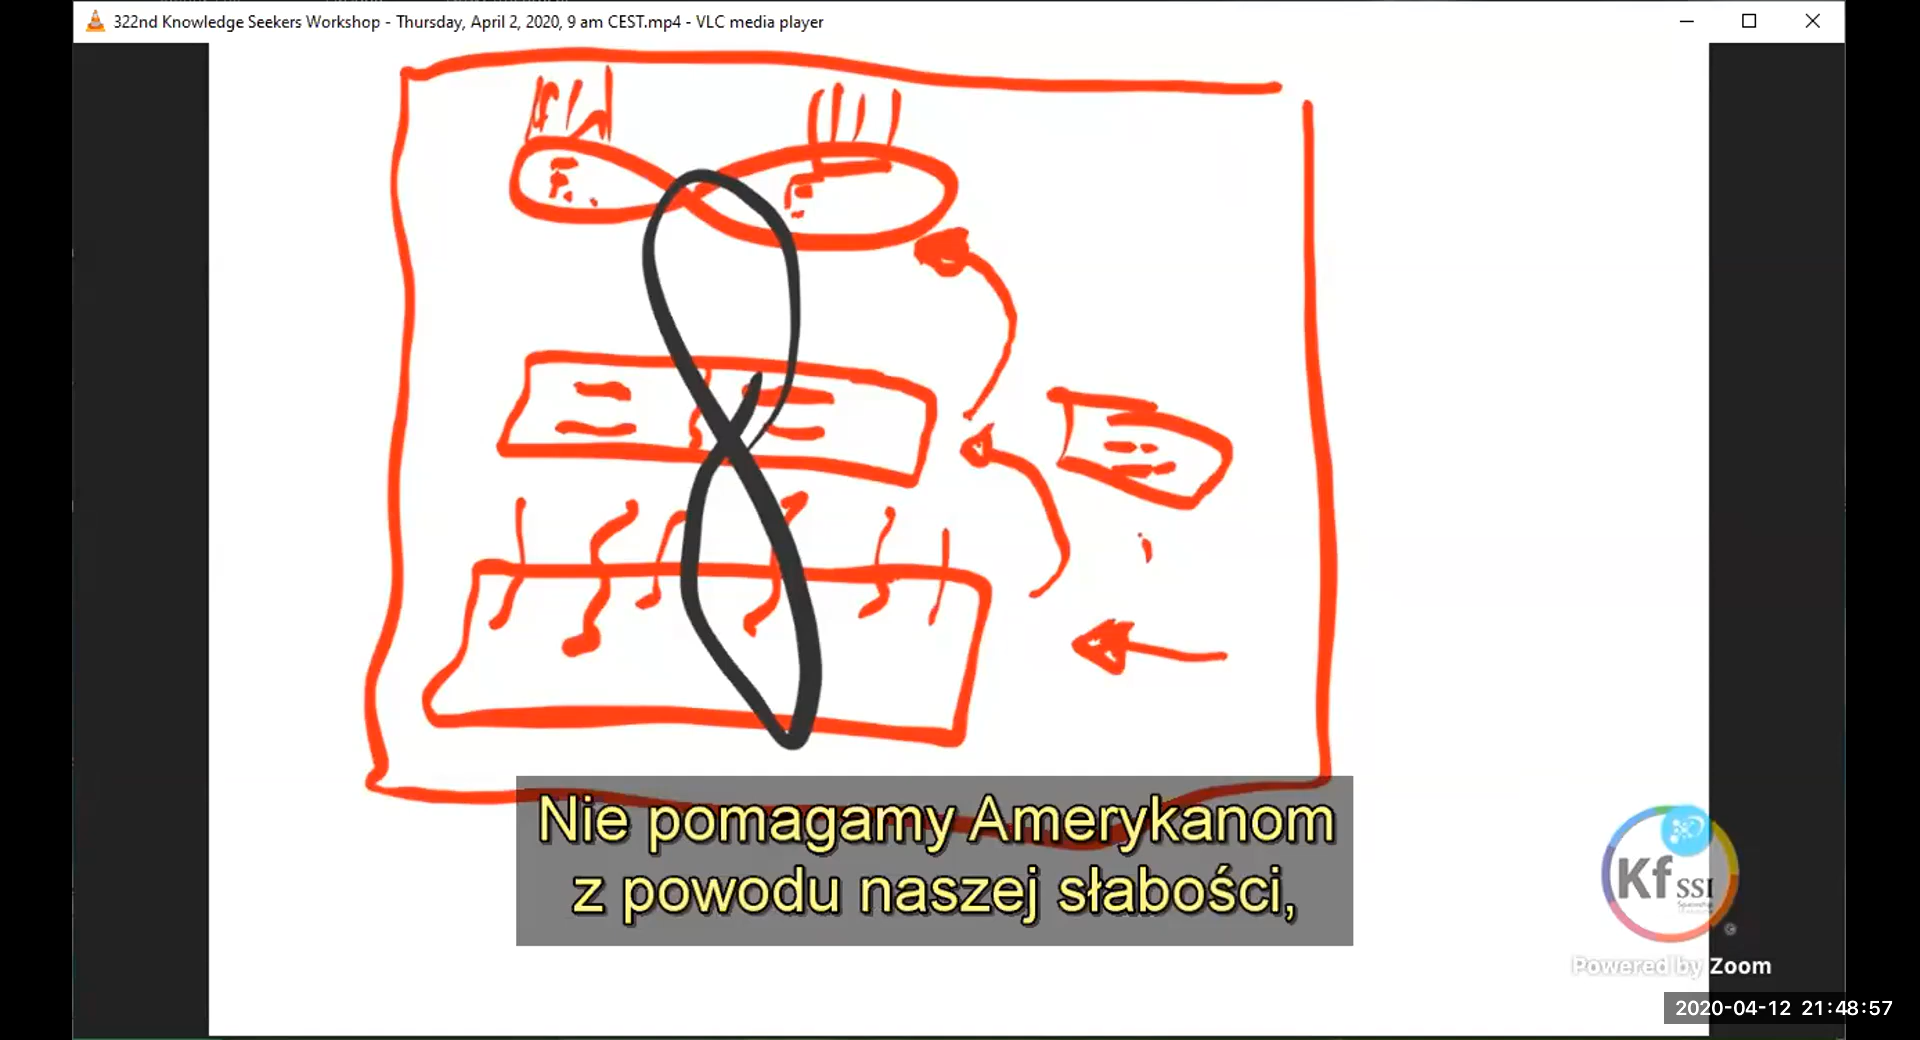 322nd Knowledge Seekers Workshop - Thursday, April 2, 2020, 9 am CEST.mp4 - VLC media player
Nie pomagamy Amerykanom
z powodu naszej słabości,
Kf SSI
Powered by Zoom
2020-04-12 21:48:57